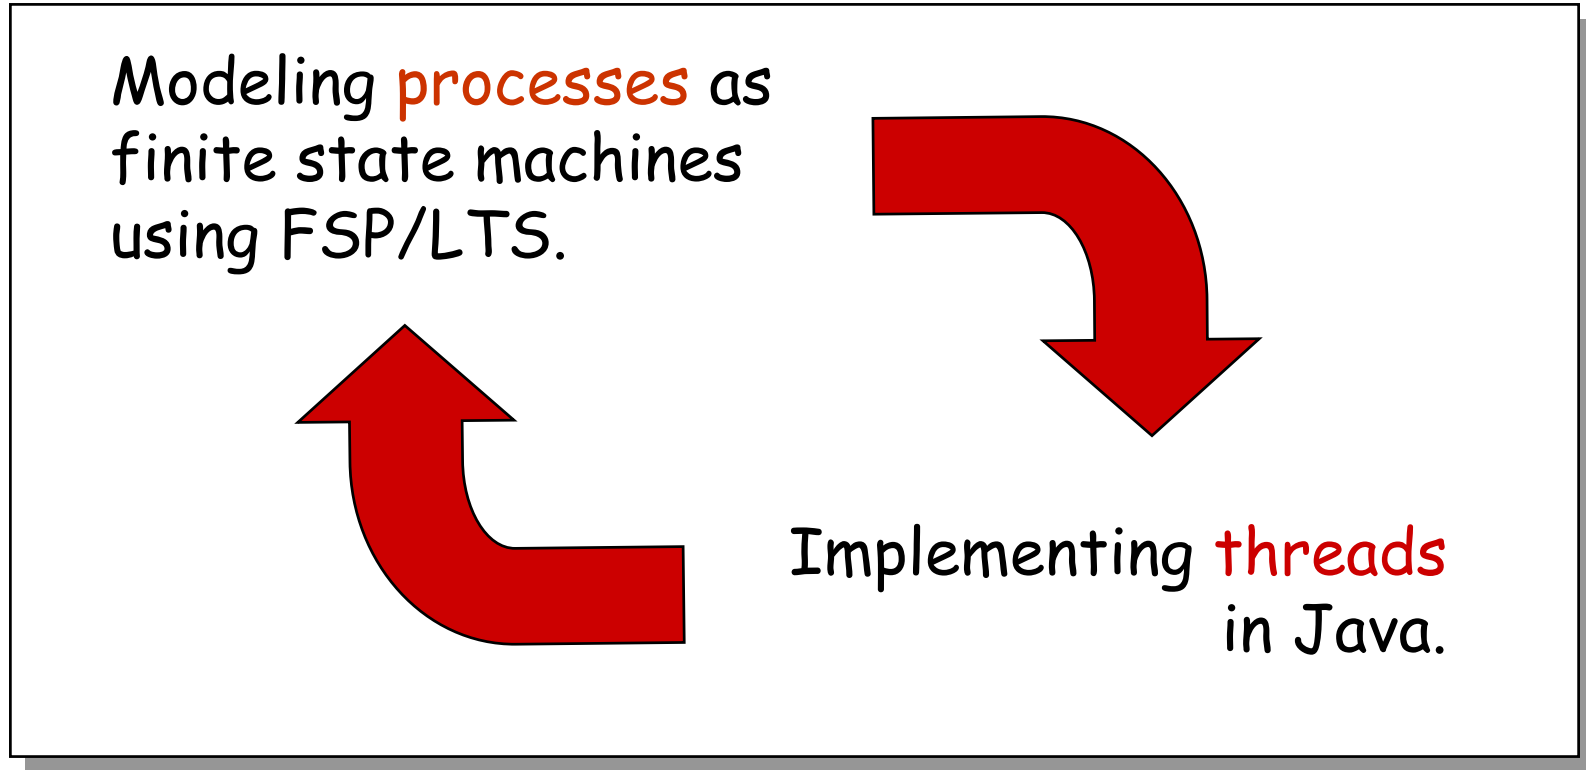 Modeling processes as
finite state machines
using FSP/LTS.
Implementing threads
in Java.